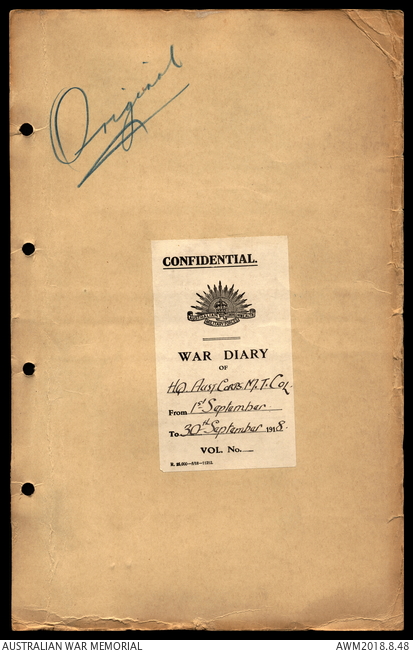 Original
CONFIDENTIAL.
WAR DIARY
OF
HQ Aust Corps M.T. Col.
From 1st September
To 30th September 1918.
VOL. No.
AUSTRALIAN WAR MEMORIAL
AWM2018.8.48